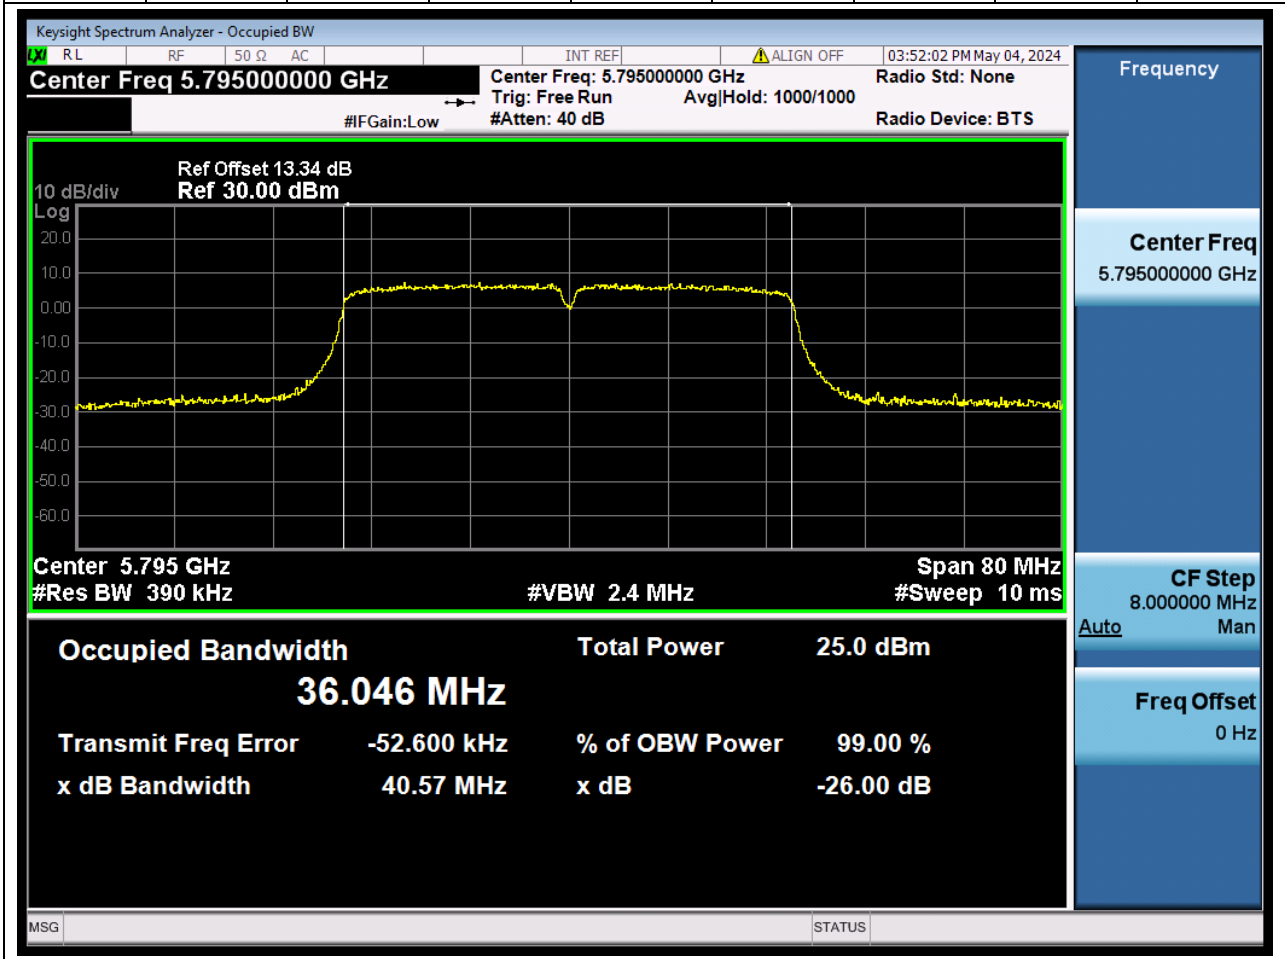 Keysight Spectrum Analyzer - Occupied BW
LXI RL RF 50 Ω AC INT REF ALIGN OFF 03:52:02 PM May 04, 2024
Center Freq 5.795000000 GHz
Center Freq: 5.795000000 GHz
Radio Std: None
Trig: Free Run Avg|Hold: 1000/1000
#IFGain:Low
#Atten: 40 dB
Radio Device: BTS
Ref Offset 13.34 dB
10 dB/div Ref 30.00 dBm
Log
20.0
10.0
0.00
-10.0
-20.0
-30.0
-40.0
-50.0
-60.0
Center 5.795 GHz Span 80 MHz
#Res BW 390 kHz #VBW 2.4 MHz #Sweep 10 ms
Occupied Bandwidth Total Power 25.0 dBm
36.046 MHz
Transmit Freq Error -52.600 kHz % of OBW Power 99.00 %
x dB Bandwidth 40.57 MHz x dB -26.00 dB
Frequency
Center Freq
5.795000000 GHz
CF Step
8.000000 MHz
Auto Man
Freq Offset
0 Hz
MSG STATUS